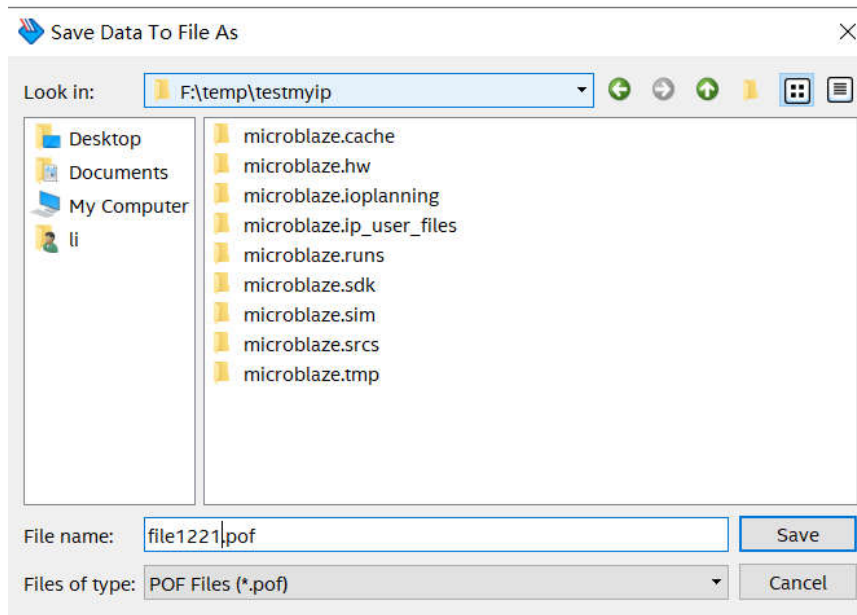 Save Data To File As
Look in: F:\temp\testmyip
Desktop
Documents
My Computer
li
microblaze.cache
microblaze.hw
microblaze.ioplanning
microblaze.ip_user_files
microblaze.runs
microblaze.sdk
microblaze.sim
microblaze.srcs
microblaze.tmp
File name: file1221.pof Save
Files of type: POF Files (*.pof) Cancel